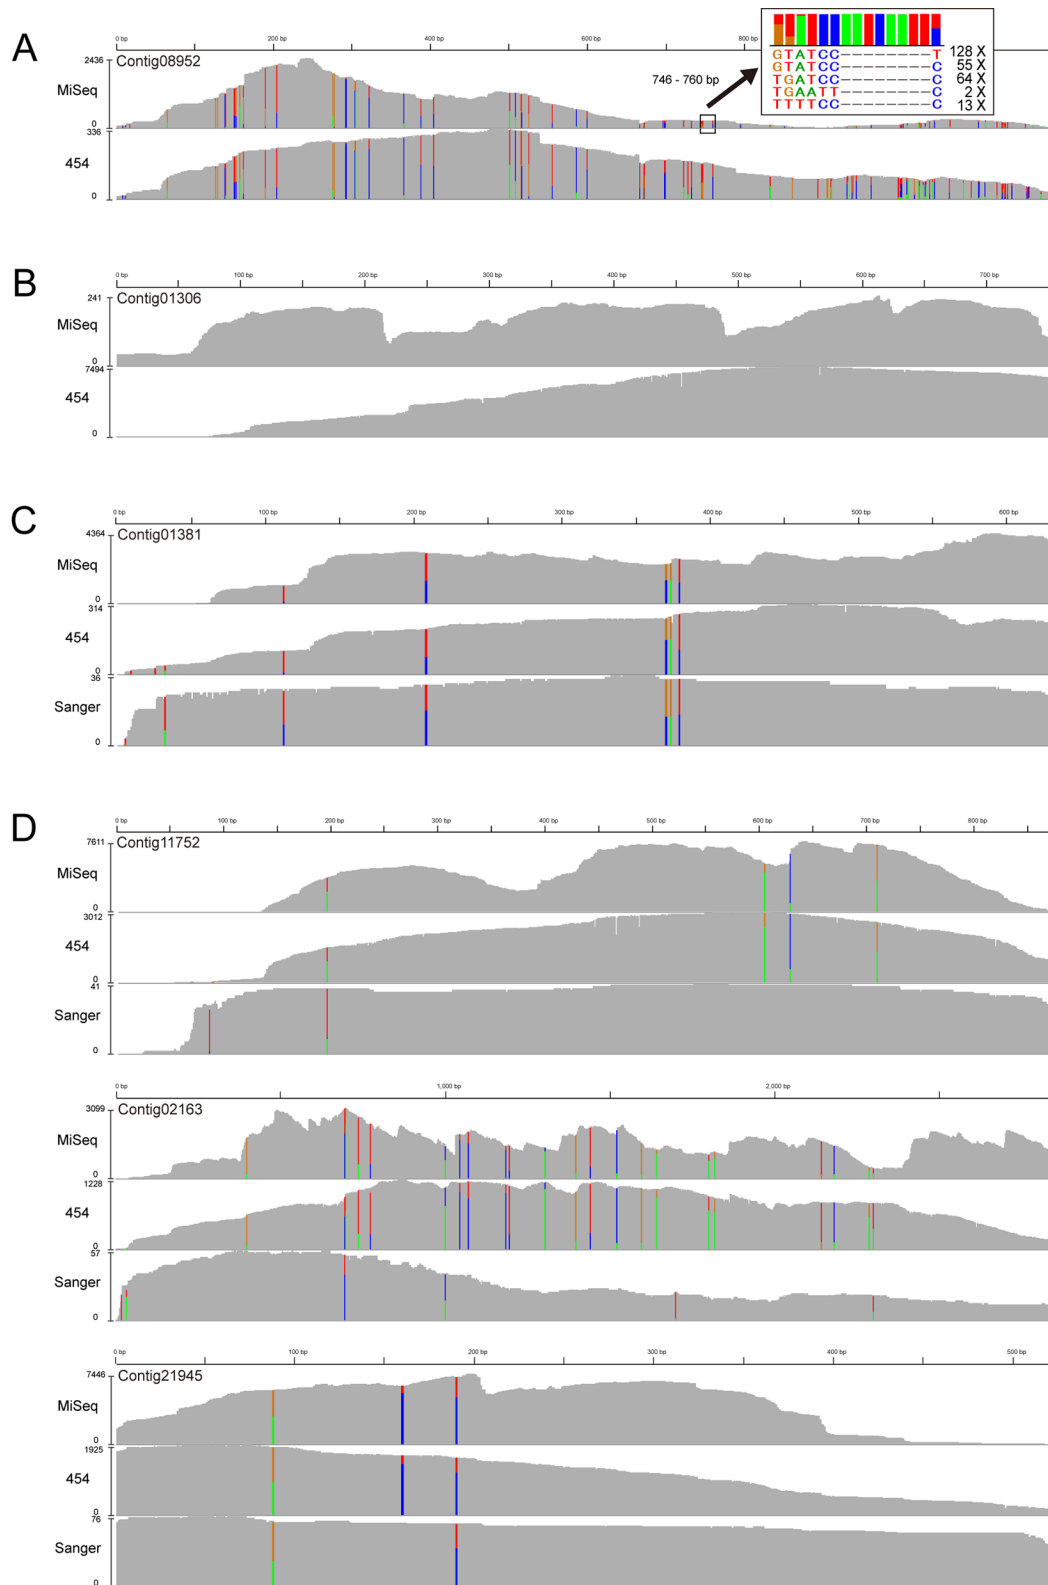 A
0 bp 200 bp 400 bp 600 bp 800 bp
Contig08952
2436
MiSeq
0
336
454
0
746 - 760 bp
GTATCC--------T 128 X
GTATCC--------C 55 X
TGATCC--------C 64 X
TGAATT--------C 2 X
TTTTCC--------C 13 X
B
0 bp 100 bp 200 bp 300 bp 400 bp 500 bp 600 bp 700 bp
Contig01306
241
MiSeq
0
7494
454
0
C
0 bp 100 bp 200 bp 300 bp 400 bp 600 bp
Contig01381
4364
MiSeq
0
314
454
0
36
Sanger
0
D
0 bp 100 bp 200 bp 300 bp 400 bp 500 bp 600 bp 700 bp 800 bp
Contig11752
7611
MiSeq
0
3012
454
0
41
Sanger
0
0 bp 1,000 bp 2,000 bp
Contig02163
3099
MiSeq
0
1228
454
0
57
Sanger
0
0 bp 100 bp 200 bp 300 bp 400 bp 500 bp
Contig21945
7446
MiSeq
0
1925
454
0
76
Sanger
0